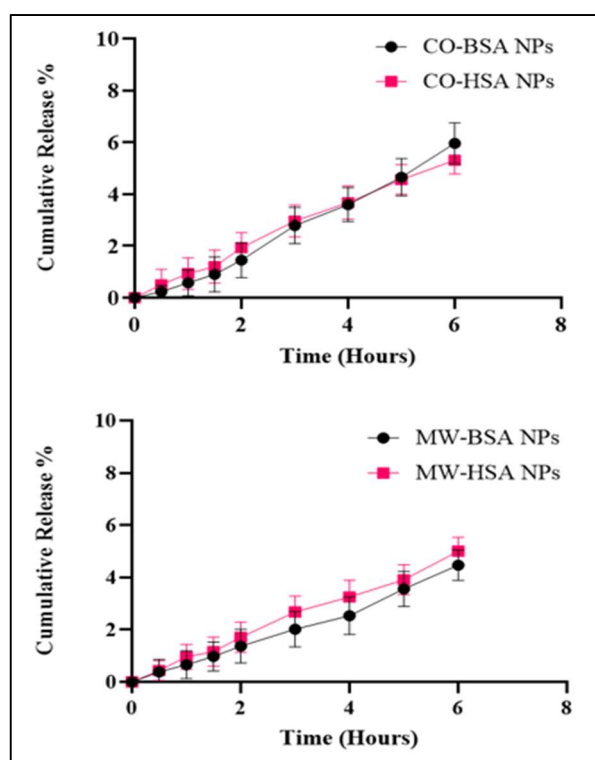 10
8
6
4
2
0
CO-BSA NPs
CO-HSA NPs
Cumulative Release %
0 2 4 6 8
Time (Hours)
10
8
6
4
2
0
MW-BSA NPs
MW-HSA NPs
Cumulative Release %
0 2 4 6 8
Time (Hours)